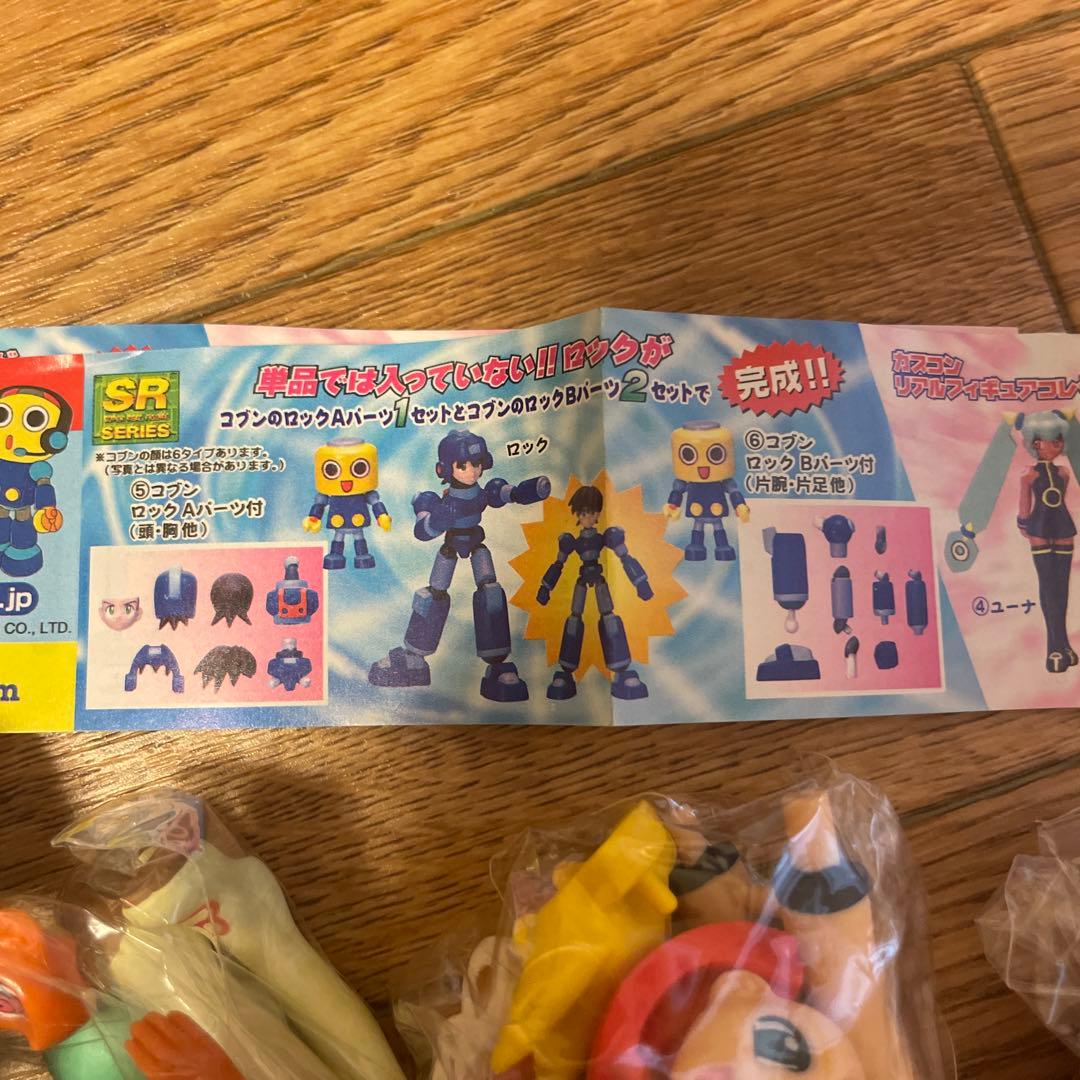 SR
SERIES
単品では入っていない!!ロックが
コブンのロックAパーツ1セットとコブンのロックBパーツ2セットで
完成!!
※コブンの顔は6タイプあります。
(写真とは異なる場合があります。)
⑤コブン
ロック Aパーツ付
(頭・胸他)
ロック
⑥コブン
ロック Bパーツ付
(片腕・片足他)
カプコン
リアルフィギュアコレ
④ユーナ
.jp
CO., LTD.
m